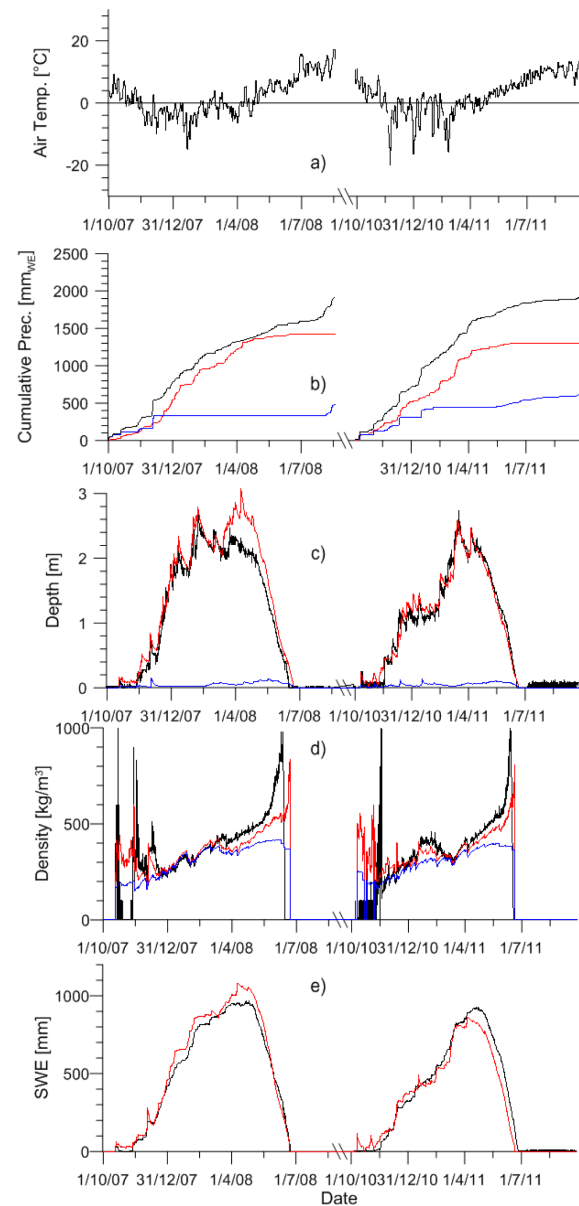 20
0
-20
Air Temp. [°C]
a)
1/10/07 31/12/07 1/4/08 1/7/08 1/10/10 31/12/10 1/4/11 1/7/11
2500
2000
1500
1000
500
0
Cumulative Prec. [mmWE]
b)
1/10/07 31/12/07 1/4/08 1/7/08 31/12/10 1/4/11 1/7/11
3
2
1
0
Depth [m]
c)
1/10/07 31/12/07 1/4/08 1/7/08 1/10/10 31/12/10 1/4/11 1/7/11
1000
500
0
Density [kg/m³]
d)
1/10/07 31/12/07 1/4/08 1/7/08 1/10/10 31/12/10 1/4/11 1/7/11
1000
500
0
SWE [mm]
e)
1/10/07 31/12/07 1/4/08 1/7/08 1/10/10 31/12/10 1/4/11 1/7/11
Date